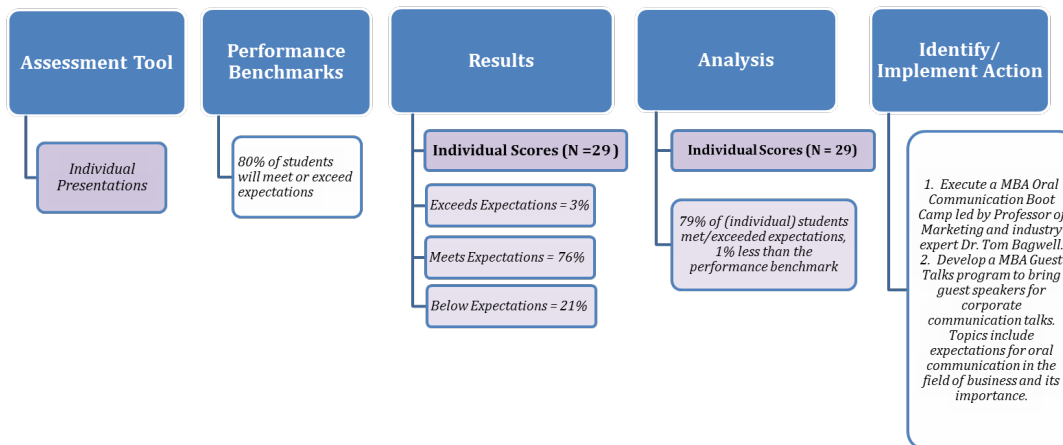 Assessment Tool
Individual
Presentations
Performance
Benchmarks
80% of students
will meet or exceed
expectations
Results
Individual Scores (N =29 )
Exceeds Expectations = 3%
Meets Expectations = 76%
Below Expectations = 21%
Analysis
Individual Scores (N = 29)
79% of (individual) students
met/exceeded expectations,
1% less than the
performance benchmark
Identify/
Implement Action
1. Execute a MBA Oral
Communication Boot
Camp led by Professor of
Marketing and industry
expert Dr. Tom Bagwell.
2. Develop a MBA Guest
Talks program to bring
guest speakers for
corporate
communication talks.
Topics include
expectations for oral
communication in the
field of business and its
importance.